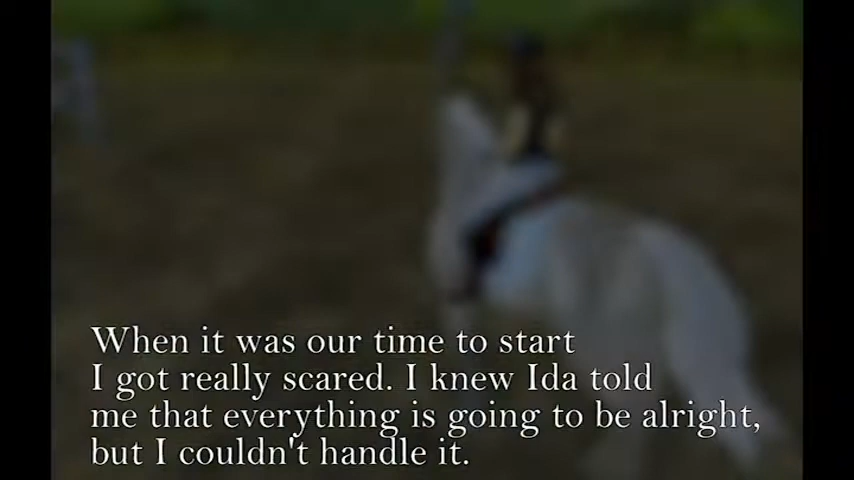 When it was our time to start
I got really scared. I knew Ida told
me that everything is going to be alright,
but I couldn't handle it.